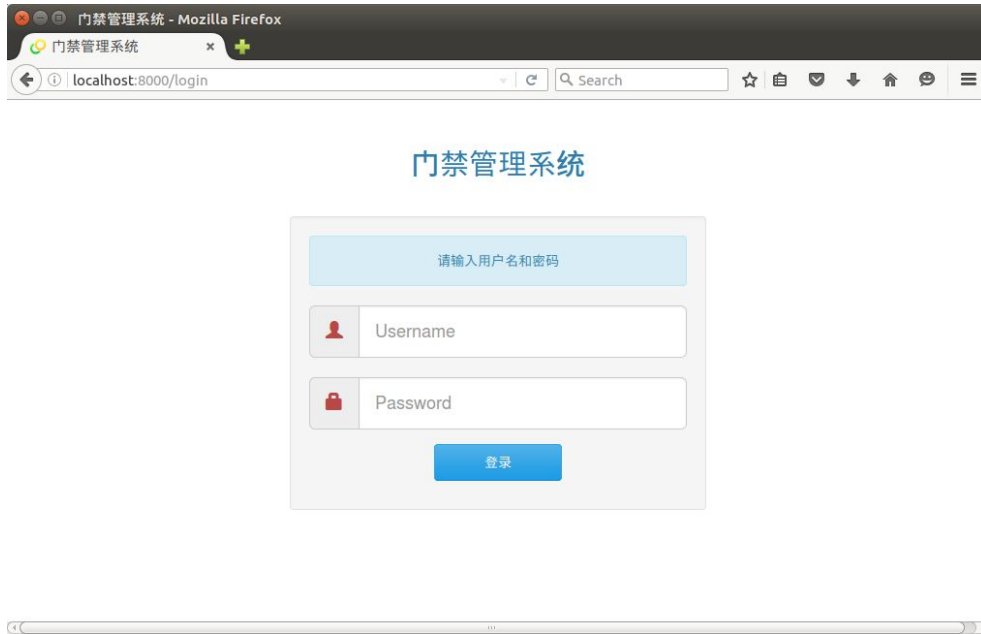 门禁管理系统 - Mozilla Firefox
门禁管理系统
localhost:8000/login
Search
门禁管理系统
请输入用户名和密码
Username
Password
登录